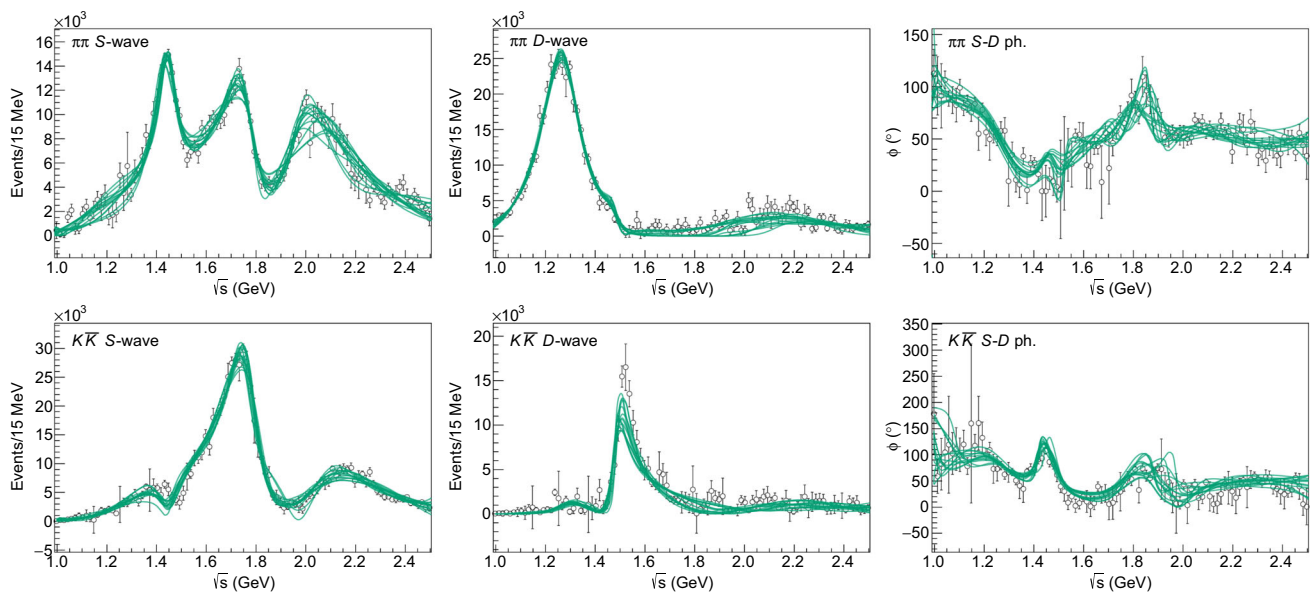 ×10³
ππ S-wave
16
14
12
10
8
6
4
2
0
Events/15 MeV
1.0 1.2 1.4 1.6 1.8 2.0 2.2 2.4
√s (GeV)
×10³
ππ D-wave
25
20
15
10
5
0
Events/15 MeV
1.0 1.2 1.4 1.6 1.8 2.0 2.2 2.4
√s (GeV)
ππ S-D ph.
150
100
50
0
−50
ϕ (°)
1.0 1.2 1.4 1.6 1.8 2.0 2.2 2.4
√s (GeV)
×10³
KK̅ S-wave
30
25
20
15
10
5
0
−5
Events/15 MeV
1.0 1.2 1.4 1.6 1.8 2.0 2.2 2.4
√s (GeV)
×10³
KK̅ D-wave
20
15
10
5
0
Events/15 MeV
1.0 1.2 1.4 1.6 1.8 2.0 2.2 2.4
√s (GeV)
KK̅ S-D ph.
350
300
250
200
150
100
50
0
−50
ϕ (°)
1.0 1.2 1.4 1.6 1.8 2.0 2.2 2.4
√s (GeV)